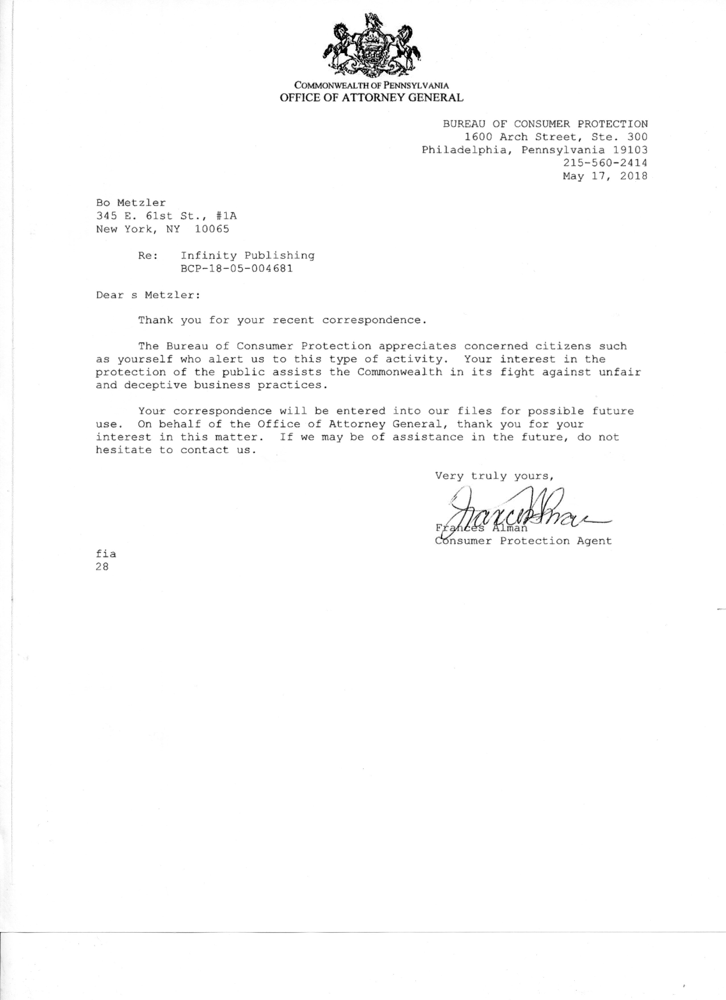 COMMONWEALTH OF PENNSYLVANIA
OFFICE OF ATTORNEY GENERAL
BUREAU OF CONSUMER PROTECTION
1600 Arch Street, Ste. 300
Philadelphia, Pennsylvania 19103
215-560-2414
May 17, 2018
Bo Metzler
345 E. 61st St., #1A
New York, NY 10065
Re: Infinity Publishing
BCP-18-05-004681
Dear s Metzler:
Thank you for your recent correspondence.
The Bureau of Consumer Protection appreciates concerned citizens such
as yourself who alert us to this type of activity. Your interest in the
protection of the public assists the Commonwealth in its fight against unfair
and deceptive business practices.
Your correspondence will be entered into our files for possible future
use. On behalf of the Office of Attorney General, thank you for your
interest in this matter. If we may be of assistance in the future, do not
hesitate to contact us.
Very truly yours,
Frances Alman
Consumer Protection Agent
fia
28